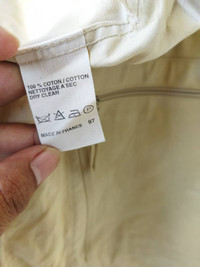 100 % COTON / COTTON
NETTOYAGE A SEC
DRY CLEAN
MADE IN FRANCE 97